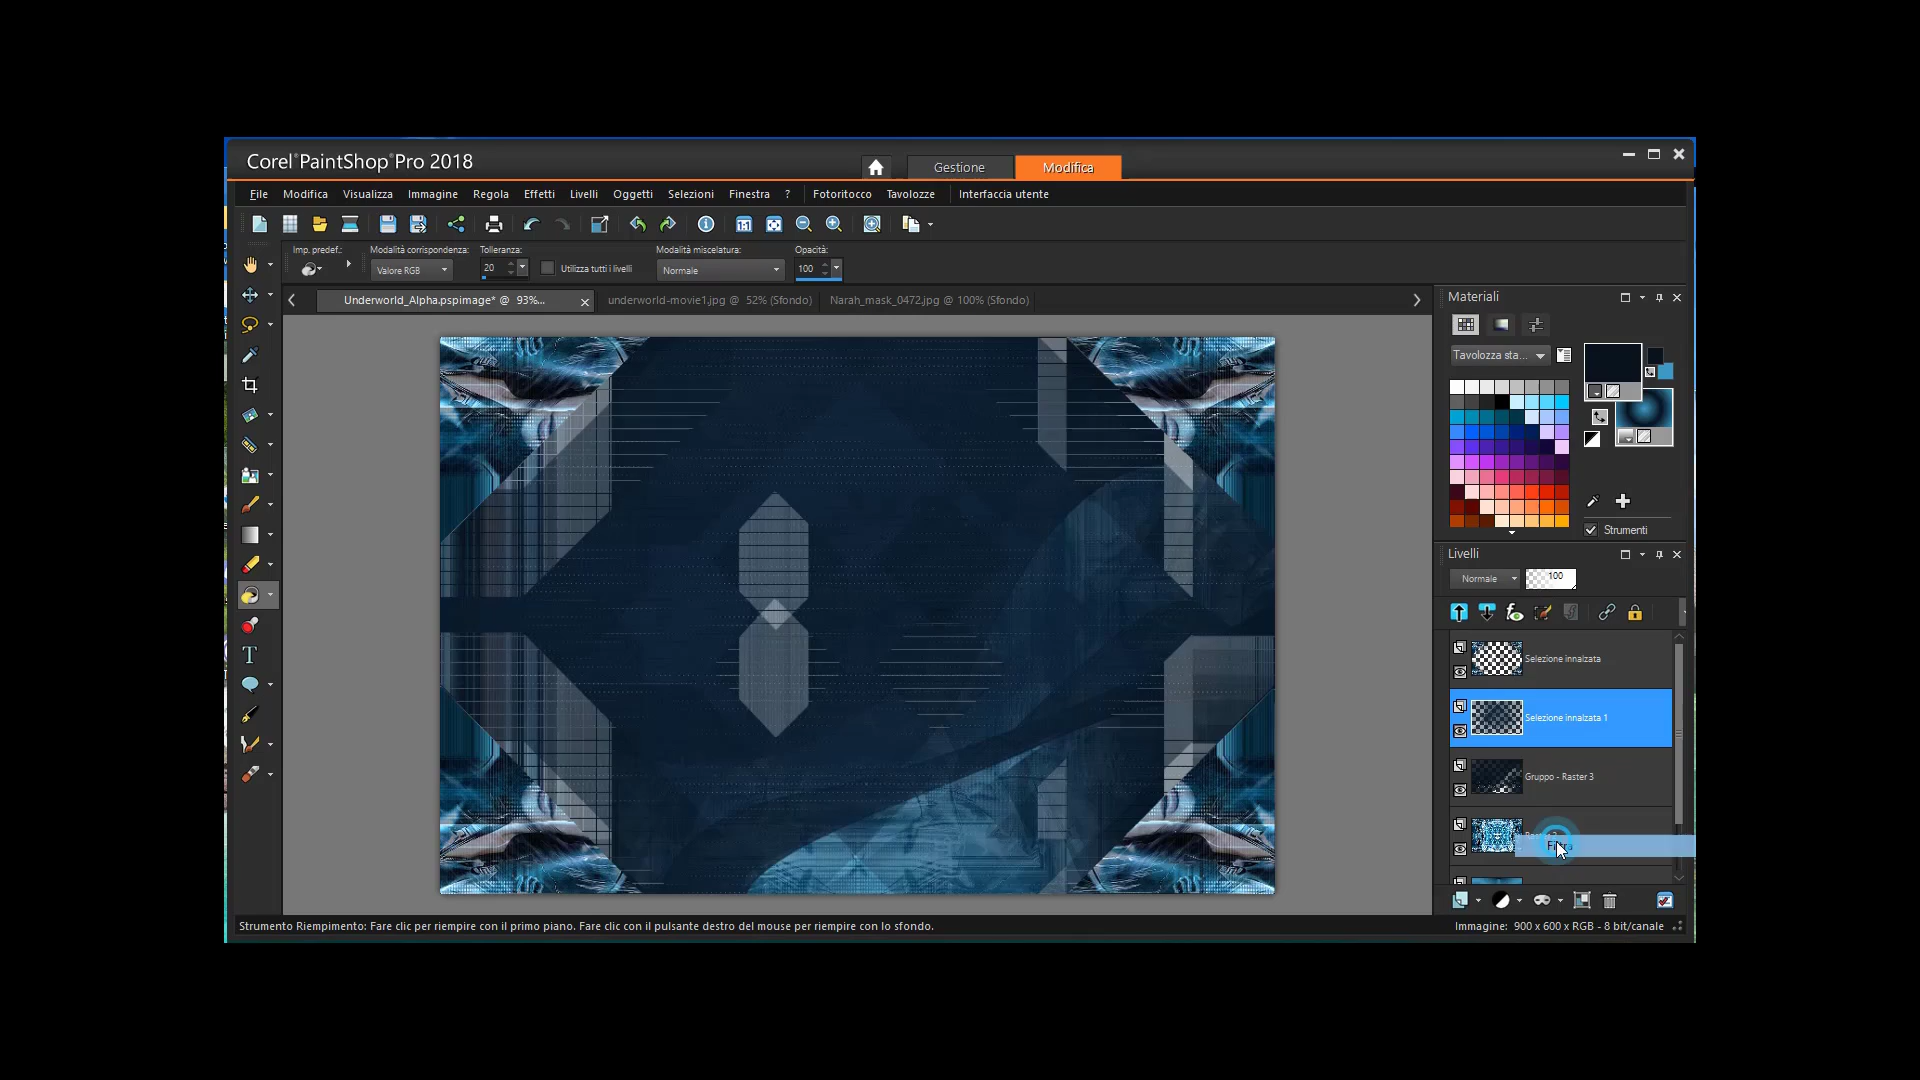 Corel PaintShop Pro 2018
Gestione
Modifica
File Modifica Visualizza Immagine Regola Effetti Livelli Oggetti Selezioni Finestra ? Fotoritocco Tavolozze Interfaccia utente
Imp. predef.: Modalità corrispondenza: Tolleranza: Modalità miscelatura: Opacità:
Valore RGB 20 Utilizza tutti i livelli Normale 100
Underworld_Alpha.pspimage* @ 93%...
underworld-movie1.jpg @ 52% (Sfondo)
Narah_mask_0472.jpg @ 100% (Sfondo)
Materiali
Tavolozza sta...
Strumenti
Livelli
Normale 100
Selezione innalzata
Selezione innalzata 1
Gruppo - Raster 3
Strumento Riempimento: Fare clic per riempire con il primo piano. Fare clic con il pulsante destro del mouse per riempire con lo sfondo.
Immagine: 900 x 600 x RGB - 8 bit/canale